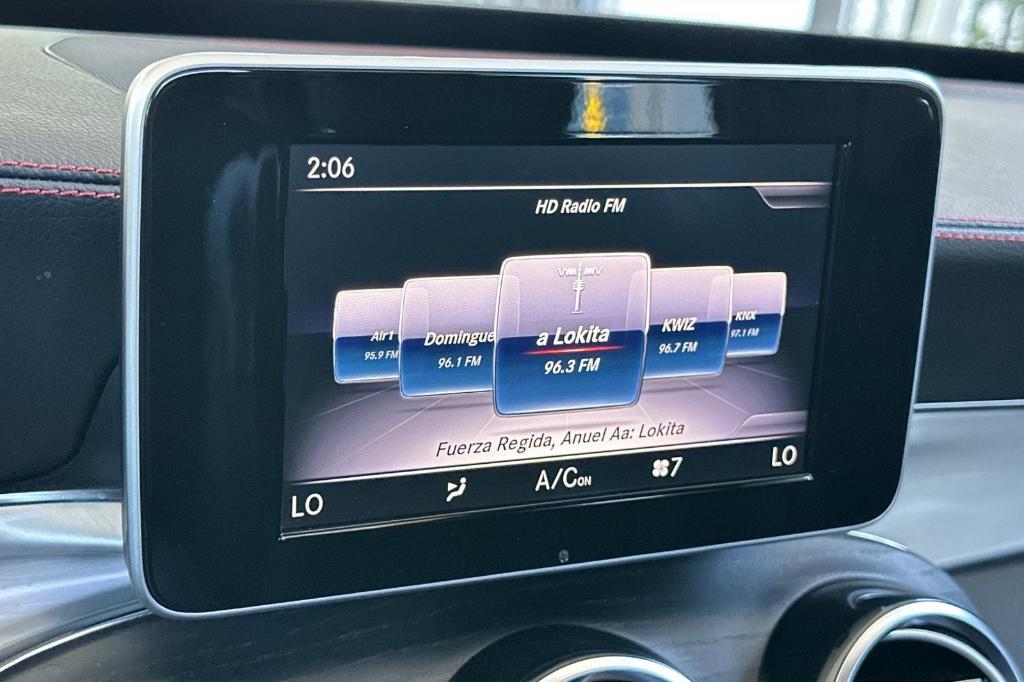 2:06
HD Radio FM
Air1
95.9 FM
Domingue
96.1 FM
a Lokita
96.3 FM
KWIZ
96.7 FM
KNX
97.1 FM
Fuerza Regida, Anuel Aa: Lokita
LO
A/C ON
7
LO